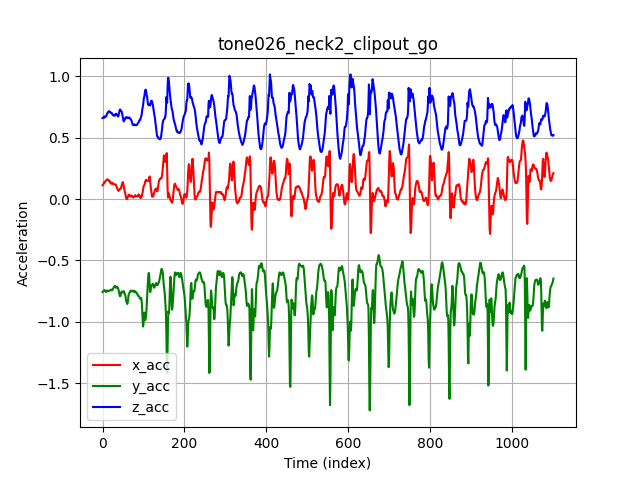 tone026_neck2_clipout_go
1.0
0.5
0.0
−0.5
−1.0
−1.5
Acceleration
x_acc
y_acc
z_acc
0 200 400 600 800 1000
Time (index)